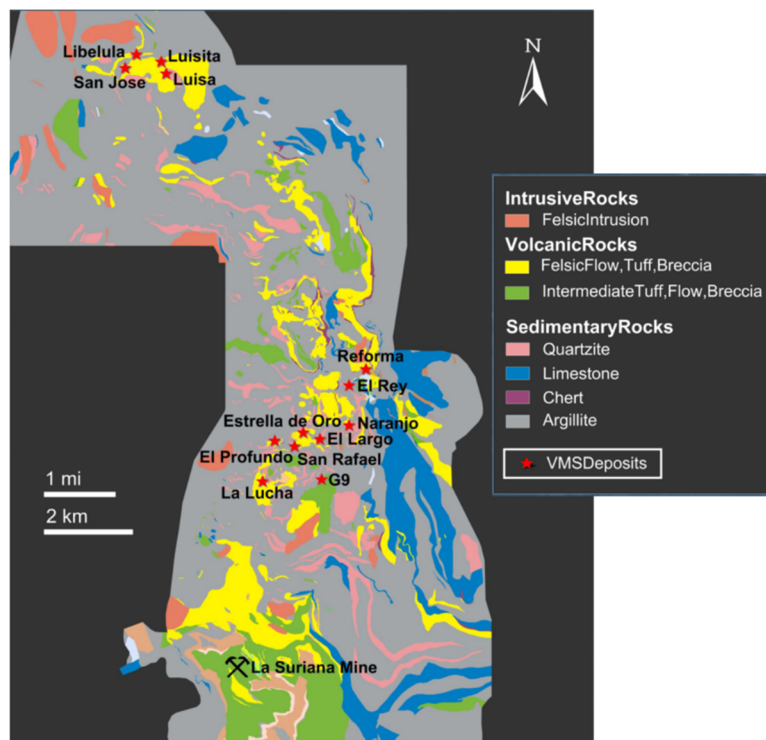 Libelula
Luisita
San Jose
Luisa
N
IntrusiveRocks
FelsicIntrusion
VolcanicRocks
FelsicFlow,Tuff,Breccia
IntermediateTuff,Flow,Breccia
SedimentaryRocks
Quartzite
Limestone
Chert
Argillite
VMSDeposits
Reforma
El Rey
Estrella de Oro
Naranjo
El Largo
El Profundo
San Rafael
La Lucha
G9
1 mi
2 km
La Suriana Mine